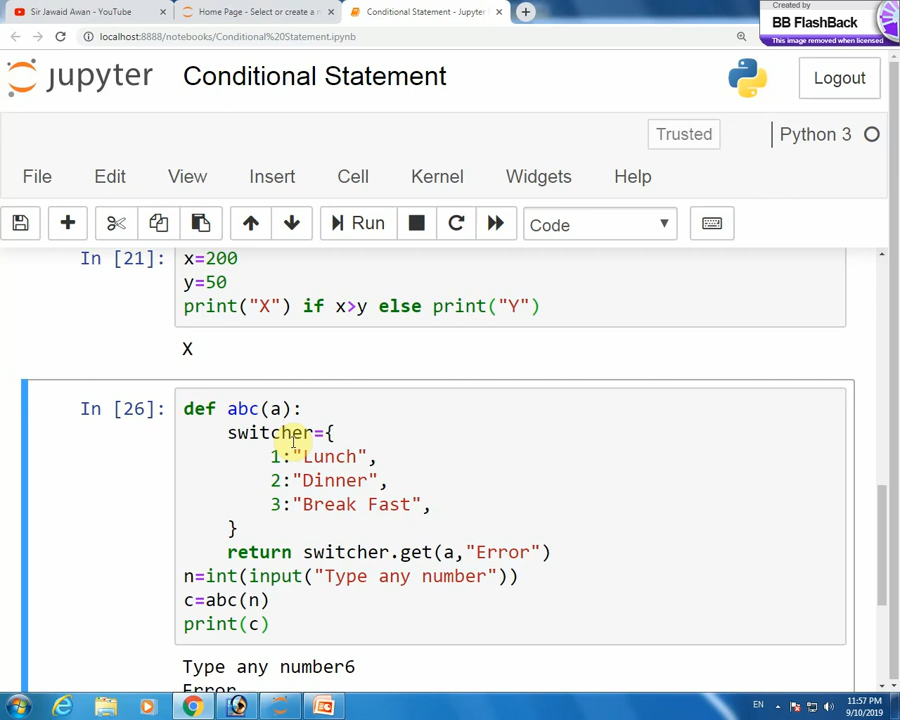 Sir Jawaid Awan - YouTube
Home Page - Select or create a n
Conditional Statement - Jupyter
Created by
BB FlashBack
This image removed when licensed
localhost:8888/notebooks/Conditional%20Statement.ipynb
jupyter
Conditional Statement
Logout
Trusted
Python 3
File Edit View Insert Cell Kernel Widgets Help
Run
Code
In [21]:
x=200
y=50
print("X") if x>y else print("Y")
X
In [26]:
def abc(a):
switcher={
1:"Lunch",
2:"Dinner",
3:"Break Fast",
}
return switcher.get(a,"Error")
n=int(input("Type any number"))
c=abc(n)
print(c)
Type any number6
Error
EN
11:57 PM
9/10/2019